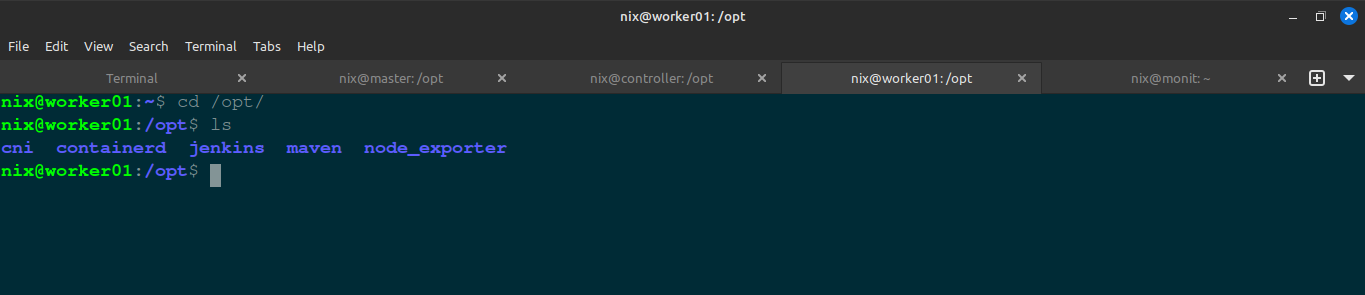 nix@worker01: /opt
File Edit View Search Terminal Tabs Help
Terminal nix@master: /opt nix@controller: /opt nix@worker01: /opt nix@monit: ~
nix@worker01:~$ cd /opt/
nix@worker01:/opt$ ls
cni containerd jenkins maven node_exporter
nix@worker01:/opt$